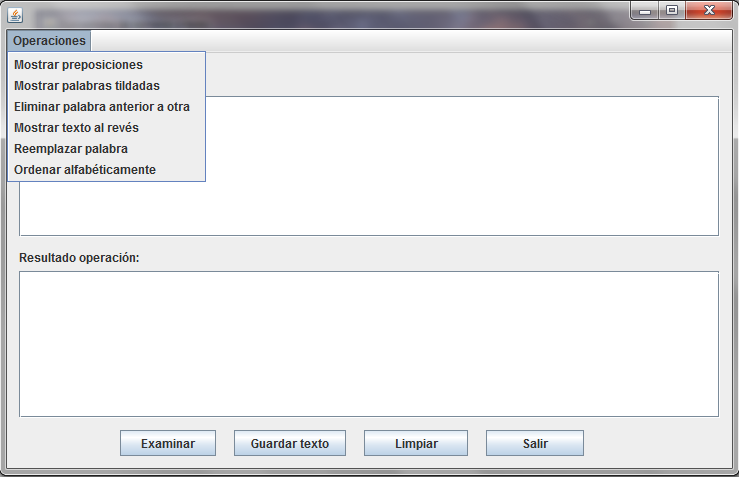 Operaciones
Mostrar preposiciones
Mostrar palabras tildadas
Eliminar palabra anterior a otra
Mostrar texto al revés
Reemplazar palabra
Ordenar alfabéticamente
Resultado operación:
Examinar Guardar texto Limpiar Salir